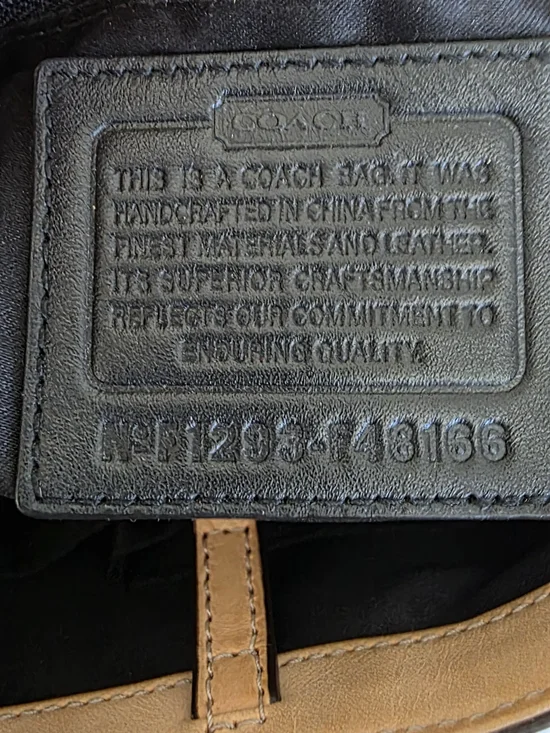 COACH
THIS IS A COACH BAG. IT WAS
HANDCRAFTED IN CHINA FROM THE
FINEST MATERIALS AND LEATHER.
ITS SUPERIOR CRAFTSMANSHIP
REFLECTS OUR COMMITMENT TO
ENDURING QUALITY.
Nº F1293-F48166